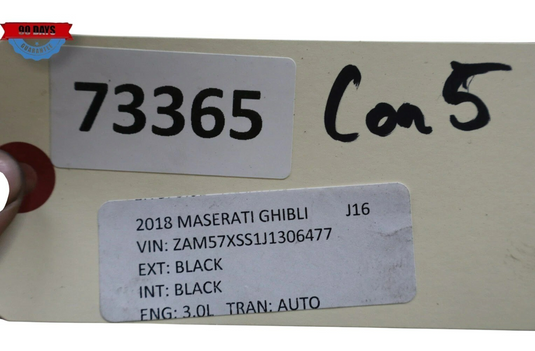 90 DAYS
73365
Con 5
2018 MASERATI GHIBLI J16
VIN: ZAM57XSS1J1306477
EXT: BLACK
INT: BLACK
ENG: 3.0L TRAN: AUTO